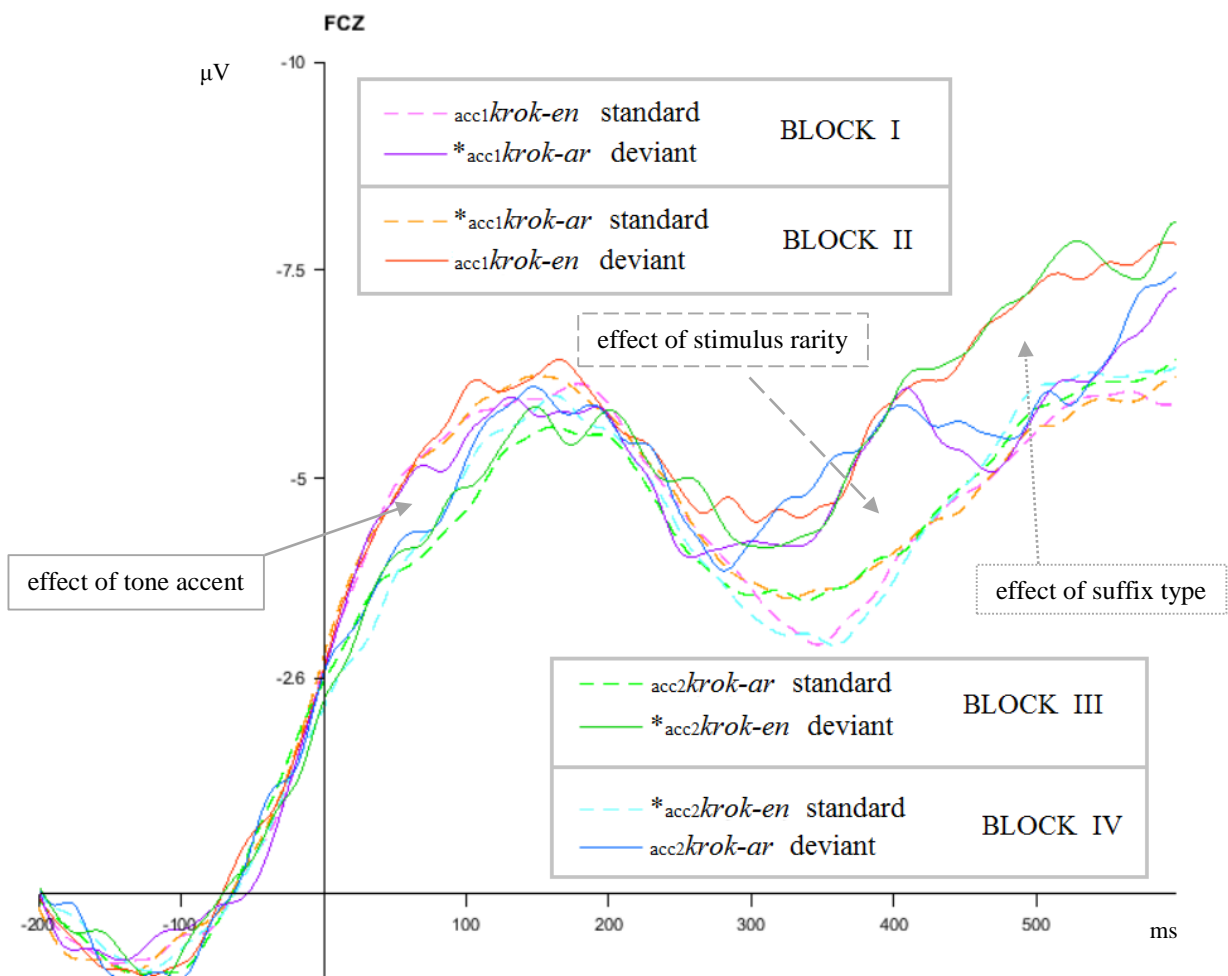 FCZ
μV
-10
acc1krok-en standard
BLOCK I
*acc1krok-ar deviant
*acc1krok-ar standard
BLOCK II
acc1krok-en deviant
-7.5
effect of stimulus rarity
-5
effect of tone accent
effect of suffix type
-2.6
acc2krok-ar standard
BLOCK III
*acc2krok-en deviant
*acc2krok-en standard
BLOCK IV
acc2krok-ar deviant
-200 -100 100 200 300 400 500 ms